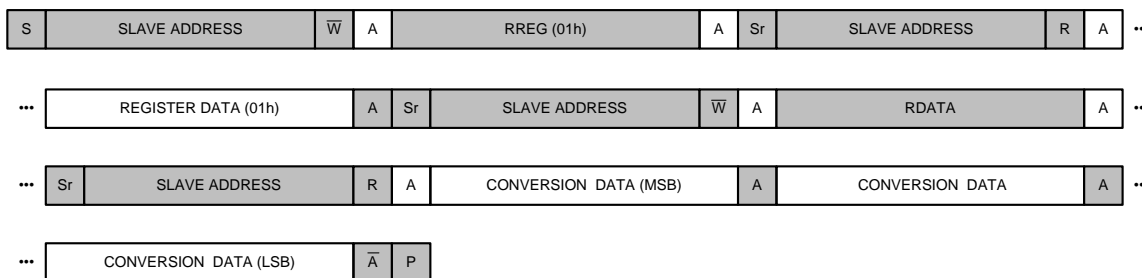 S SLAVE ADDRESS W̅ A RREG (01h) A Sr SLAVE ADDRESS R A ...
... REGISTER DATA (01h) A Sr SLAVE ADDRESS W̅ A RDATA A ...
... Sr SLAVE ADDRESS R A CONVERSION DATA (MSB) A CONVERSION DATA A ...
... CONVERSION DATA (LSB) A̅ P